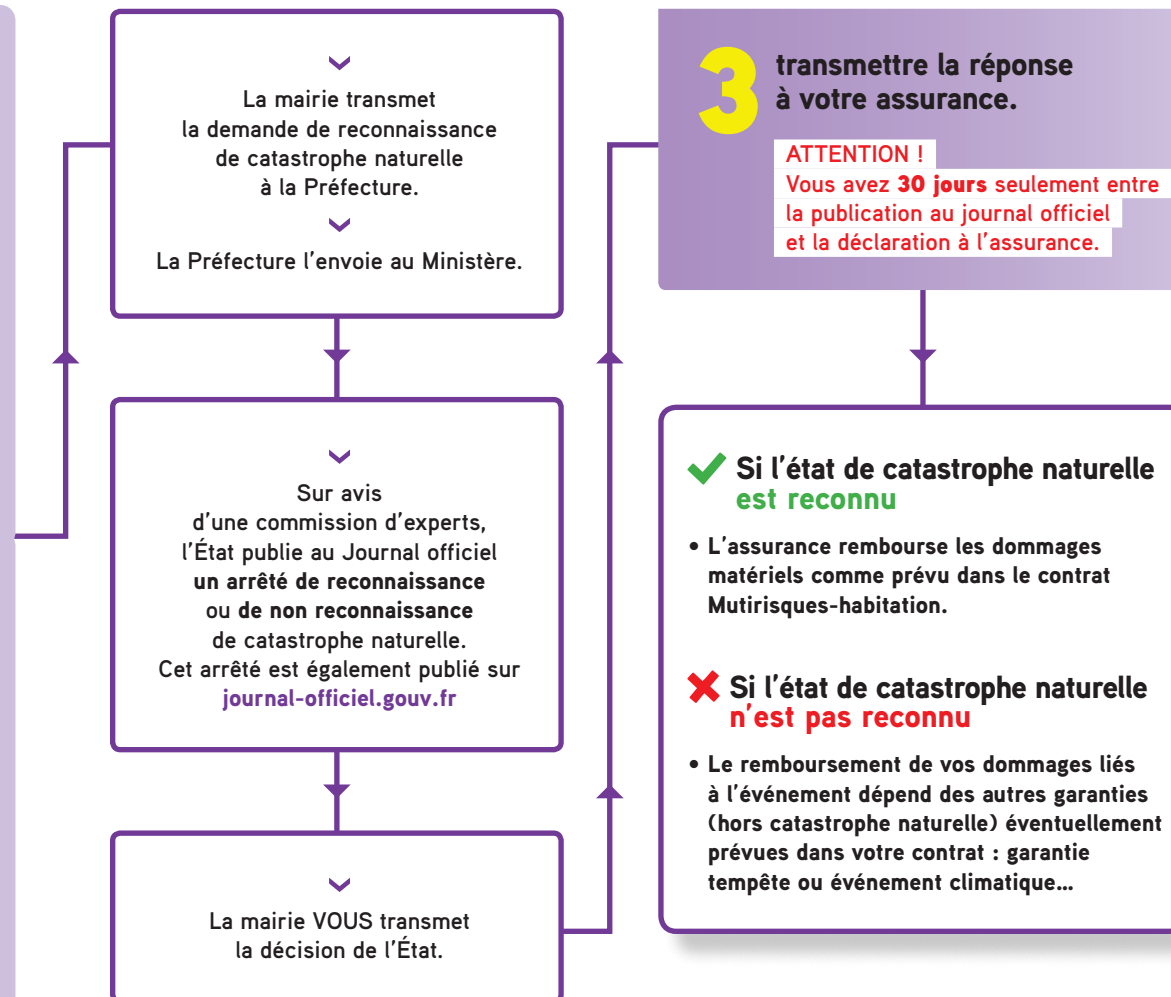 La mairie transmet
la demande de reconnaissance
de catastrophe naturelle
à la Préfecture.
La Préfecture l'envoie au Ministère.
Sur avis
d'une commission d'experts,
l'État publie au Journal officiel
un arrêté de reconnaissance
ou de non reconnaissance
de catastrophe naturelle.
Cet arrêté est également publié sur
journal-officiel.gouv.fr
La mairie VOUS transmet
la décision de l'État.
3
transmettre la réponse
à votre assurance.
ATTENTION !
Vous avez 30 jours seulement entre
la publication au journal officiel
et la déclaration à l'assurance.
Si l'état de catastrophe naturelle
est reconnu
• L'assurance rembourse les dommages
matériels comme prévu dans le contrat
Mutirisques-habitation.
Si l'état de catastrophe naturelle
n'est pas reconnu
• Le remboursement de vos dommages liés
à l'événement dépend des autres garanties
(hors catastrophe naturelle) éventuellement
prévues dans votre contrat : garantie
tempête ou événement climatique...